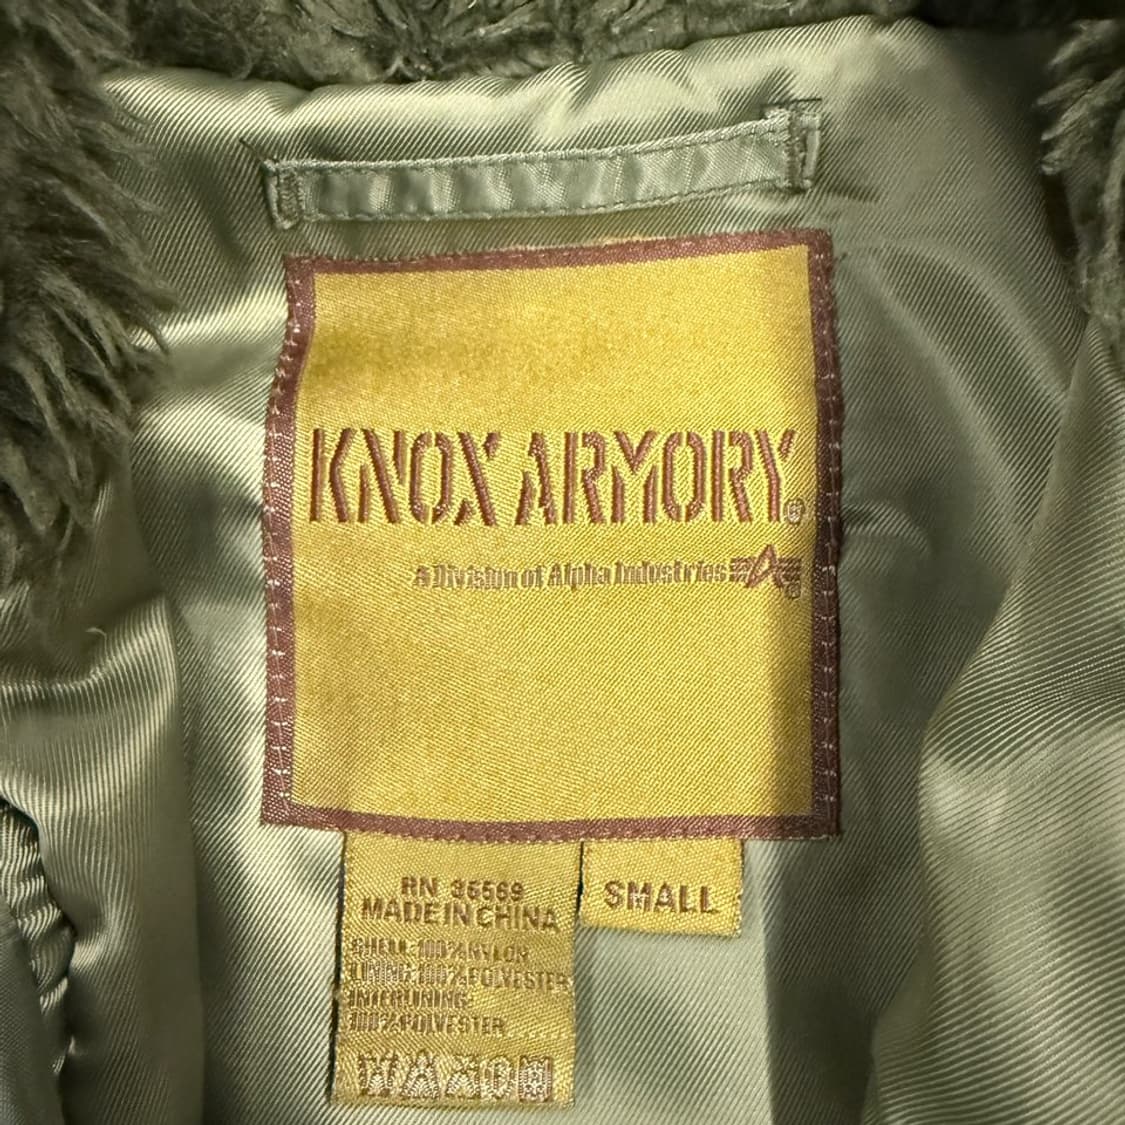 KNOX ARMORY®
A Division of Alpha Industries
RN 36569
MADE IN CHINA
SMALL
SHELL: 100% NYLON
LINING: 100% POLYESTER
INTERLINING:
100% POLYESTER